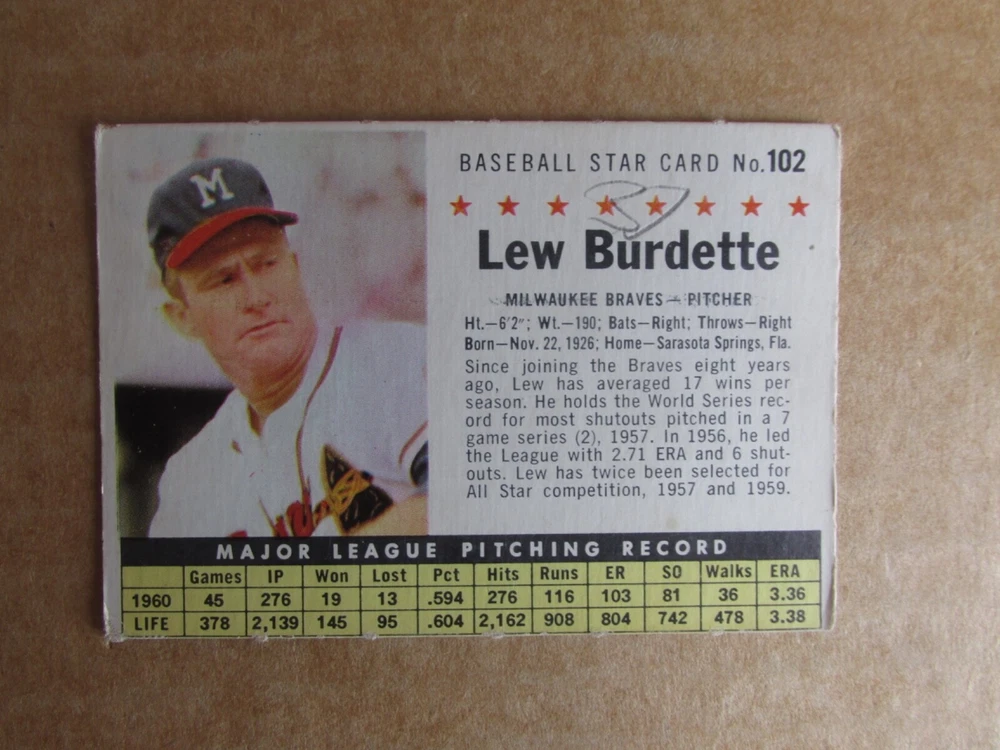 M
BASEBALL STAR CARD No.102
Lew Burdette
MILWAUKEE BRAVES — PITCHER
Ht.—6'2"; Wt.—190; Bats—Right; Throws—Right
Born—Nov. 22, 1926; Home—Sarasota Springs, Fla.
Since joining the Braves eight years
ago, Lew has averaged 17 wins per
season. He holds the World Series rec-
ord for most shutouts pitched in a 7
game series (2), 1957. In 1956, he led
the League with 2.71 ERA and 6 shut-
outs. Lew has twice been selected for
All Star competition, 1957 and 1959.
MAJOR LEAGUE PITCHING RECORD
Games IP Won Lost Pct Hits Runs ER SO Walks ERA
1960 45 276 19 13 .594 276 116 103 81 36 3.36
LIFE 378 2,139 145 95 .604 2,162 908 804 742 478 3.38